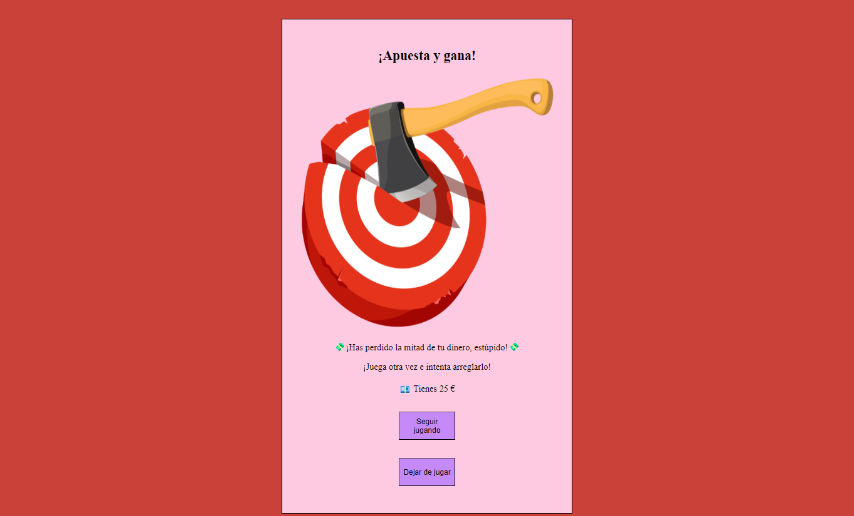 ¡Apuesta y gana!
💸 ¡Has perdido la mitad de tu dinero, estúpido! 💸
¡Juega otra vez e intenta arreglarlo!
💶 Tienes 25 €
Seguir
jugando
Dejar de jugar